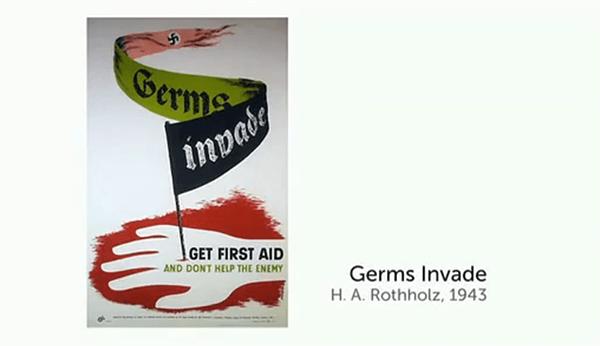 Germs
invade
GET FIRST AID
AND DON'T HELP THE ENEMY
Germs Invade
H. A. Rothholz, 1943